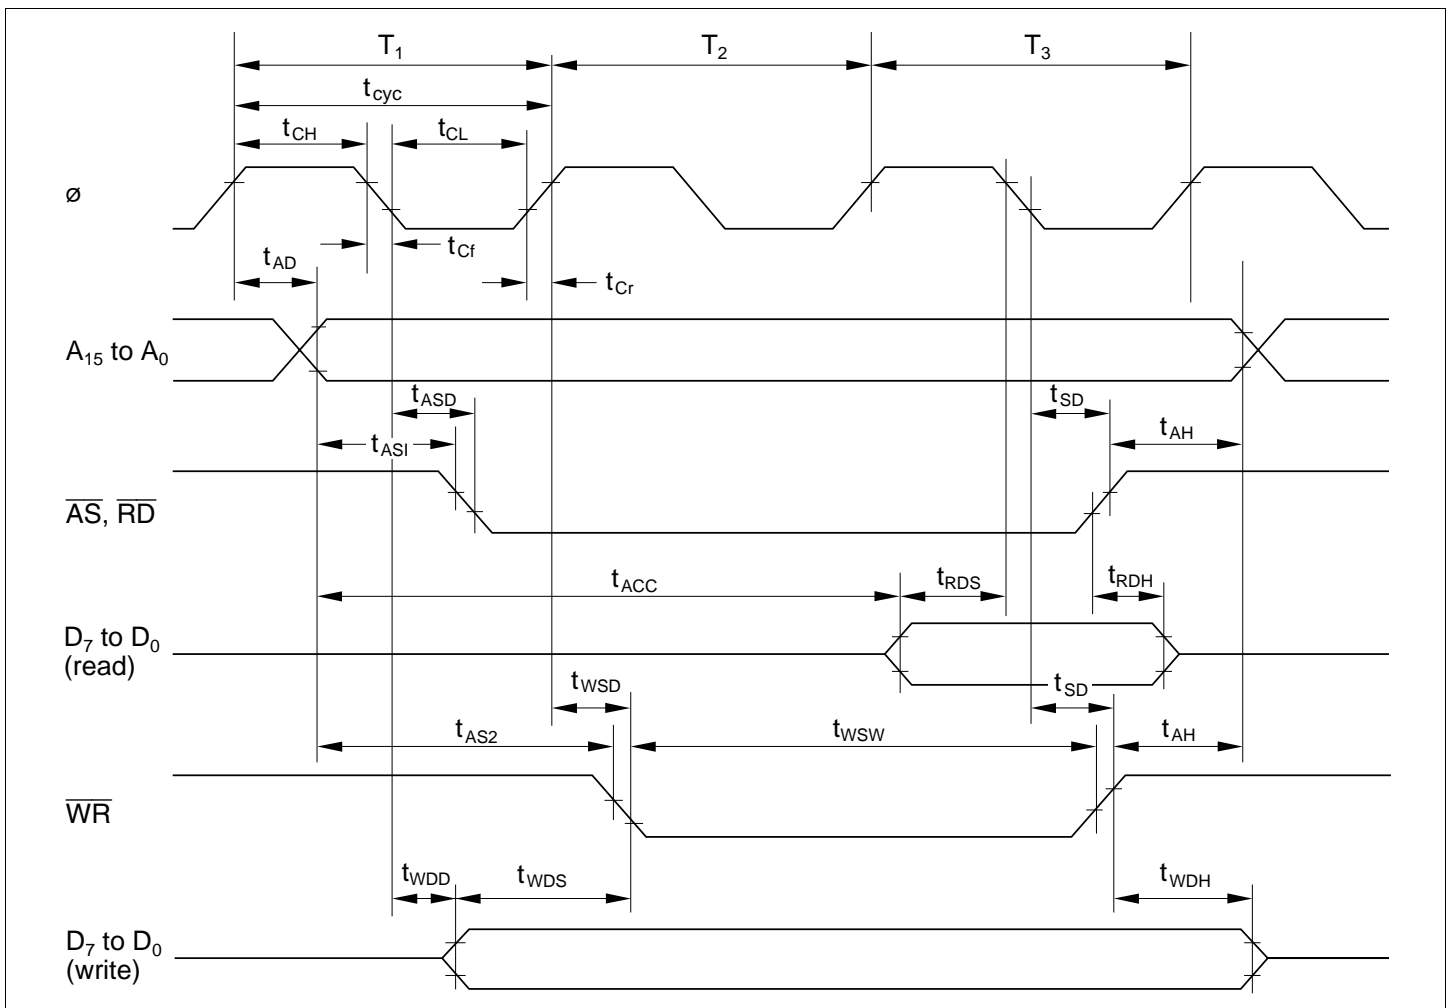 T1 T2 T3
tcyc
tCH tCL
ø
tCf
tAD
tCr
A15 to A0
tASD tSD
tASI tAH
AS, RD
tACC tRDS tRDH
D7 to D0
(read)
tWSD tSD
tAS2 tWSW tAH
WR
tWDD tWDS tWDH
D7 to D0
(write)